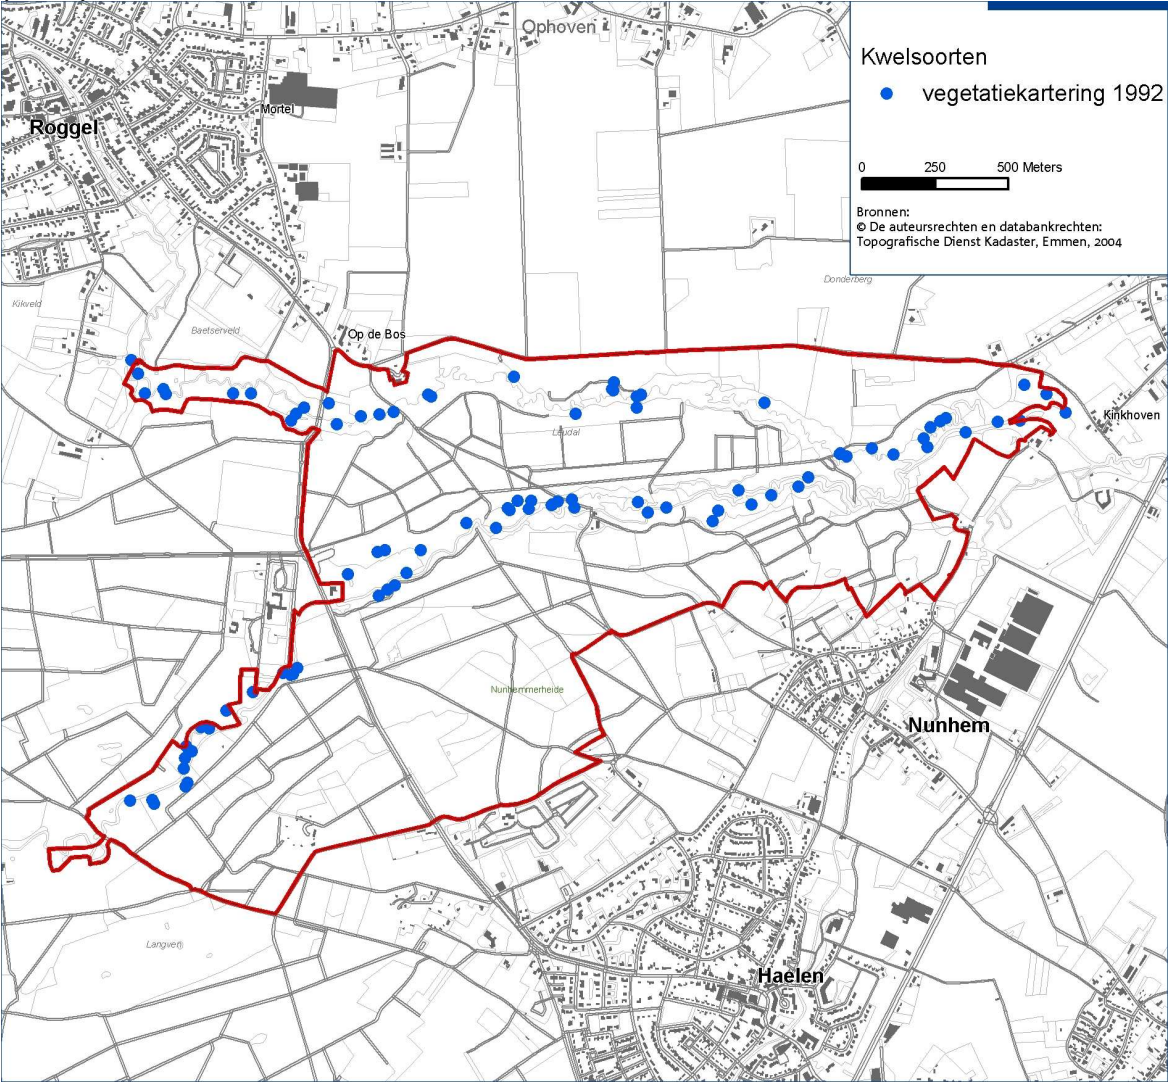 Ophoven
Kwelsoorten
vegetatiekartering 1992
Mortel
Roggel
0 250 500 Meters
Bronnen:
© De auteursrechten en databankrechten:
Topografische Dienst Kadaster, Emmen, 2004
Donderberg
Kikveld
Baetserveld
Op de Bos
Kinkhoven
Leudal
Nunhemmerheide
Nunhem
Langven
Haelen